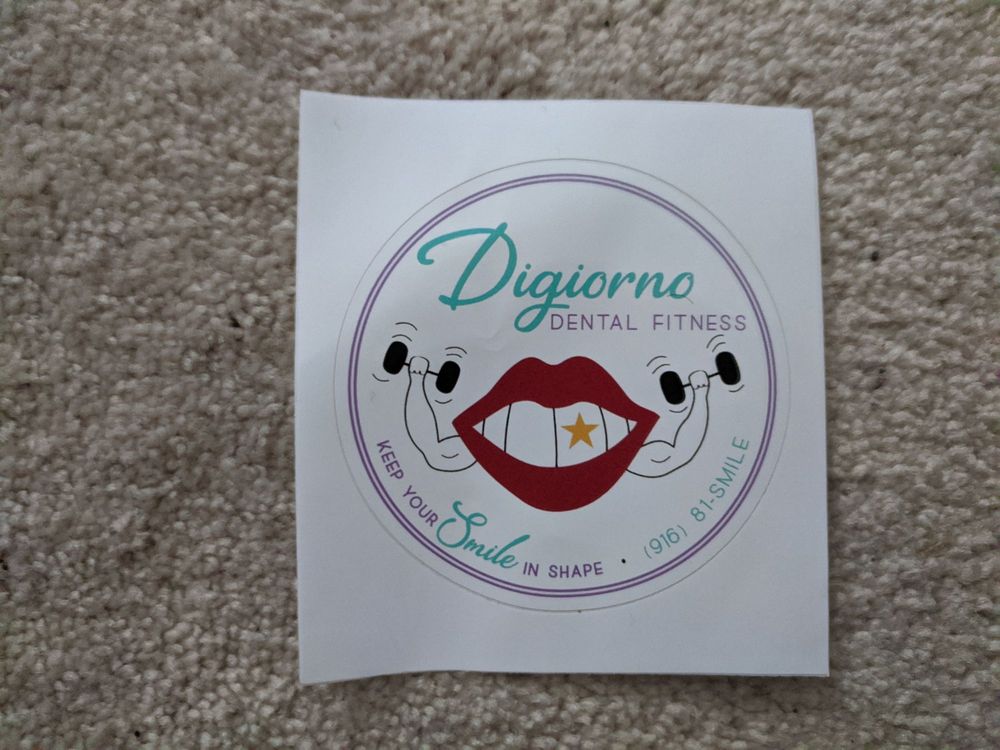 Digiorno
DENTAL FITNESS
KEEP YOUR Smile IN SHAPE • (916) 81-SMILE